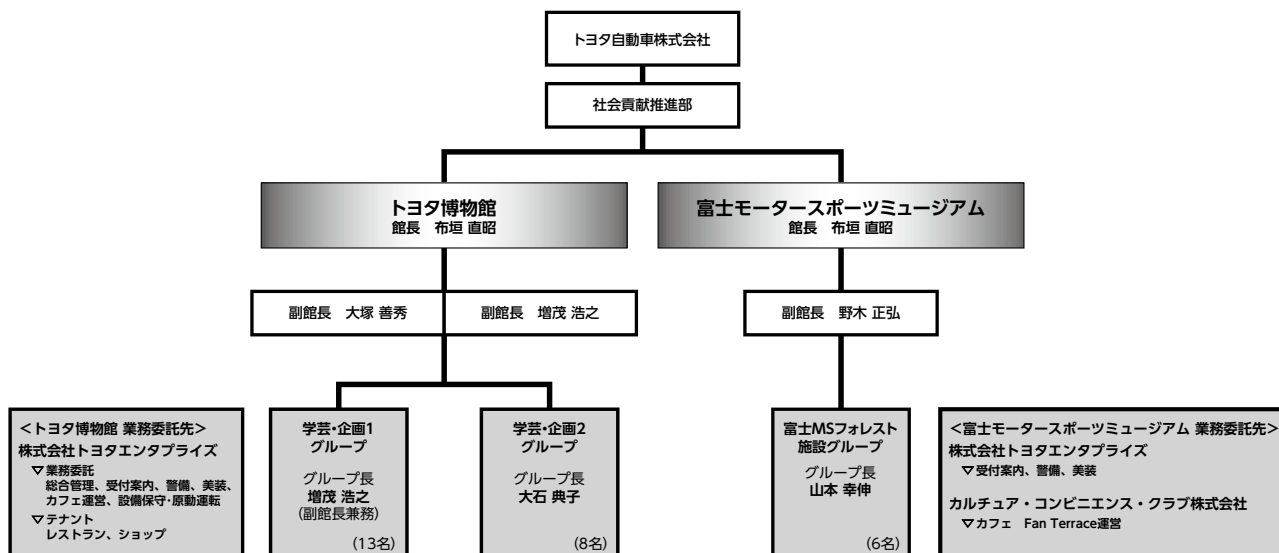 トヨタ自動車株式会社
社会貢献推進部
トヨタ博物館
館長　布垣 直昭
富士モータースポーツミュージアム
館長　布垣 直昭
副館長　大塚 善秀
副館長　増茂 浩之
副館長　野木 正弘
＜トヨタ博物館 業務委託先＞
株式会社トヨタエンタプライズ
▽業務委託
総合管理、受付案内、警備、美装、
カフェ運営、設備保守・原動運転
▽テナント
レストラン、ショップ
学芸・企画1
グループ
グループ長
増茂 浩之
(副館長兼務)
(13名)
学芸・企画2
グループ
グループ長
大石 典子
(8名)
富士MSフォレスト
施設グループ
グループ長
山本 幸伸
(6名)
＜富士モータースポーツミュージアム 業務委託先＞
株式会社トヨタエンタプライズ
▽受付案内、警備、美装
カルチュア・コンビニエンス・クラブ株式会社
▽カフェ　Fan Terrace運営